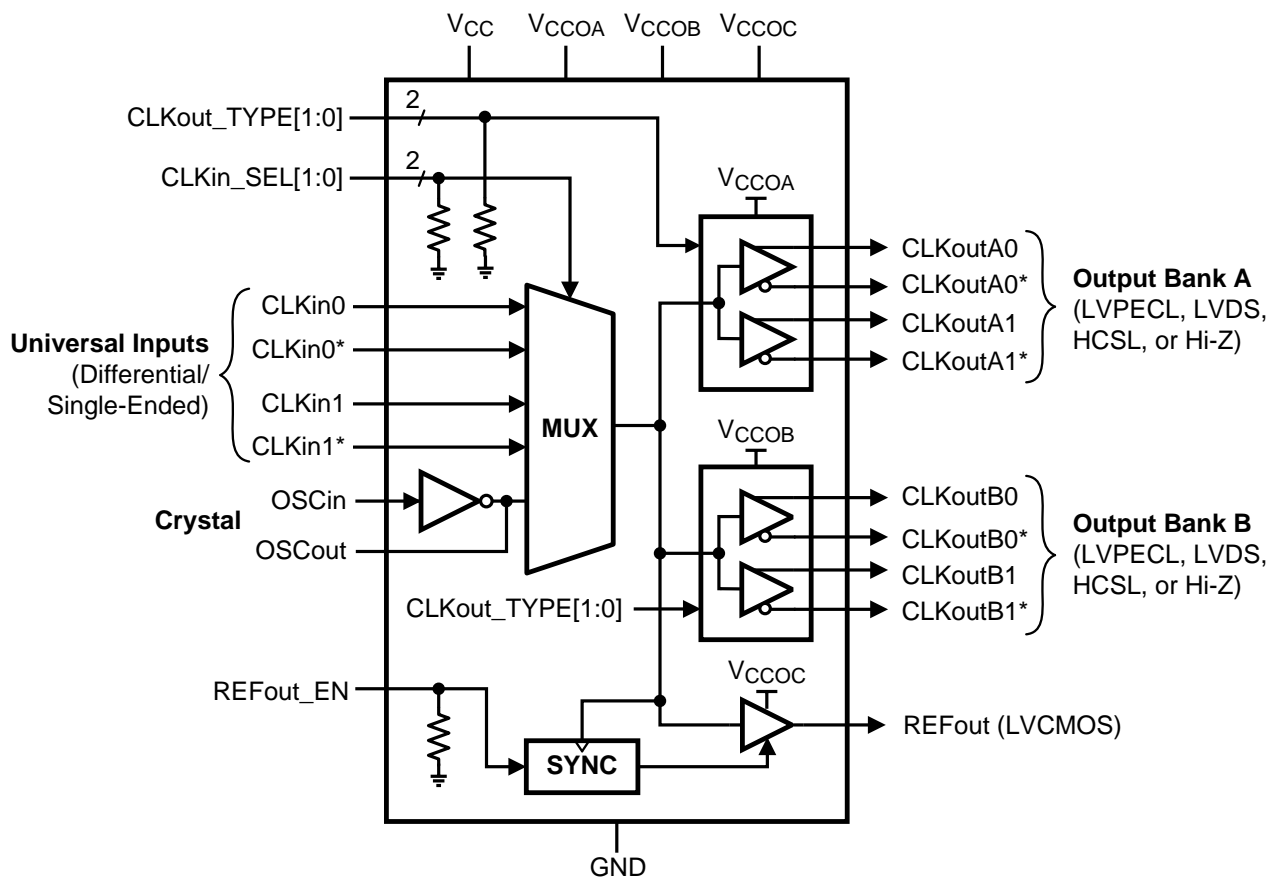 VCC VCCOA VCCOB VCCOC
CLKout_TYPE[1:0] 2
CLKin_SEL[1:0] 2
VCCOA
CLKoutA0
CLKoutA0*
CLKoutA1
CLKoutA1*
Output Bank A
(LVPECL, LVDS,
HCSL, or Hi-Z)
Universal Inputs
(Differential/
Single-Ended)
CLKin0
CLKin0*
CLKin1
CLKin1*
MUX
Crystal
OSCin
OSCout
VCCOB
CLKoutB0
CLKoutB0*
CLKoutB1
CLKoutB1*
Output Bank B
(LVPECL, LVDS,
HCSL, or Hi-Z)
CLKout_TYPE[1:0]
REFout_EN
SYNC
VCCOC
REFout (LVCMOS)
GND